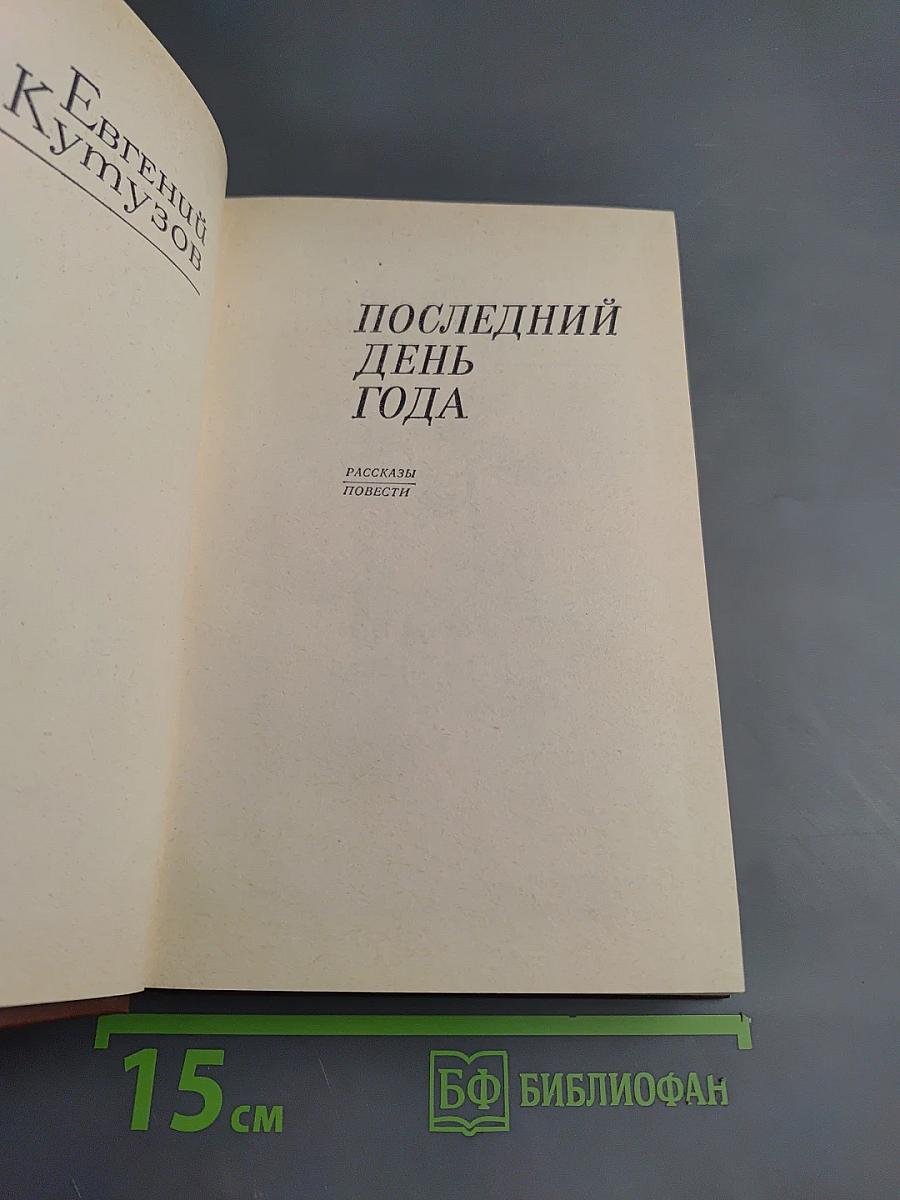 Евгений
Кутузов
ПОСЛЕДНИЙ
ДЕНЬ
ГОДА
РАССКАЗЫ
ПОВЕСТИ
15 см
БФ БИБЛИОФАН